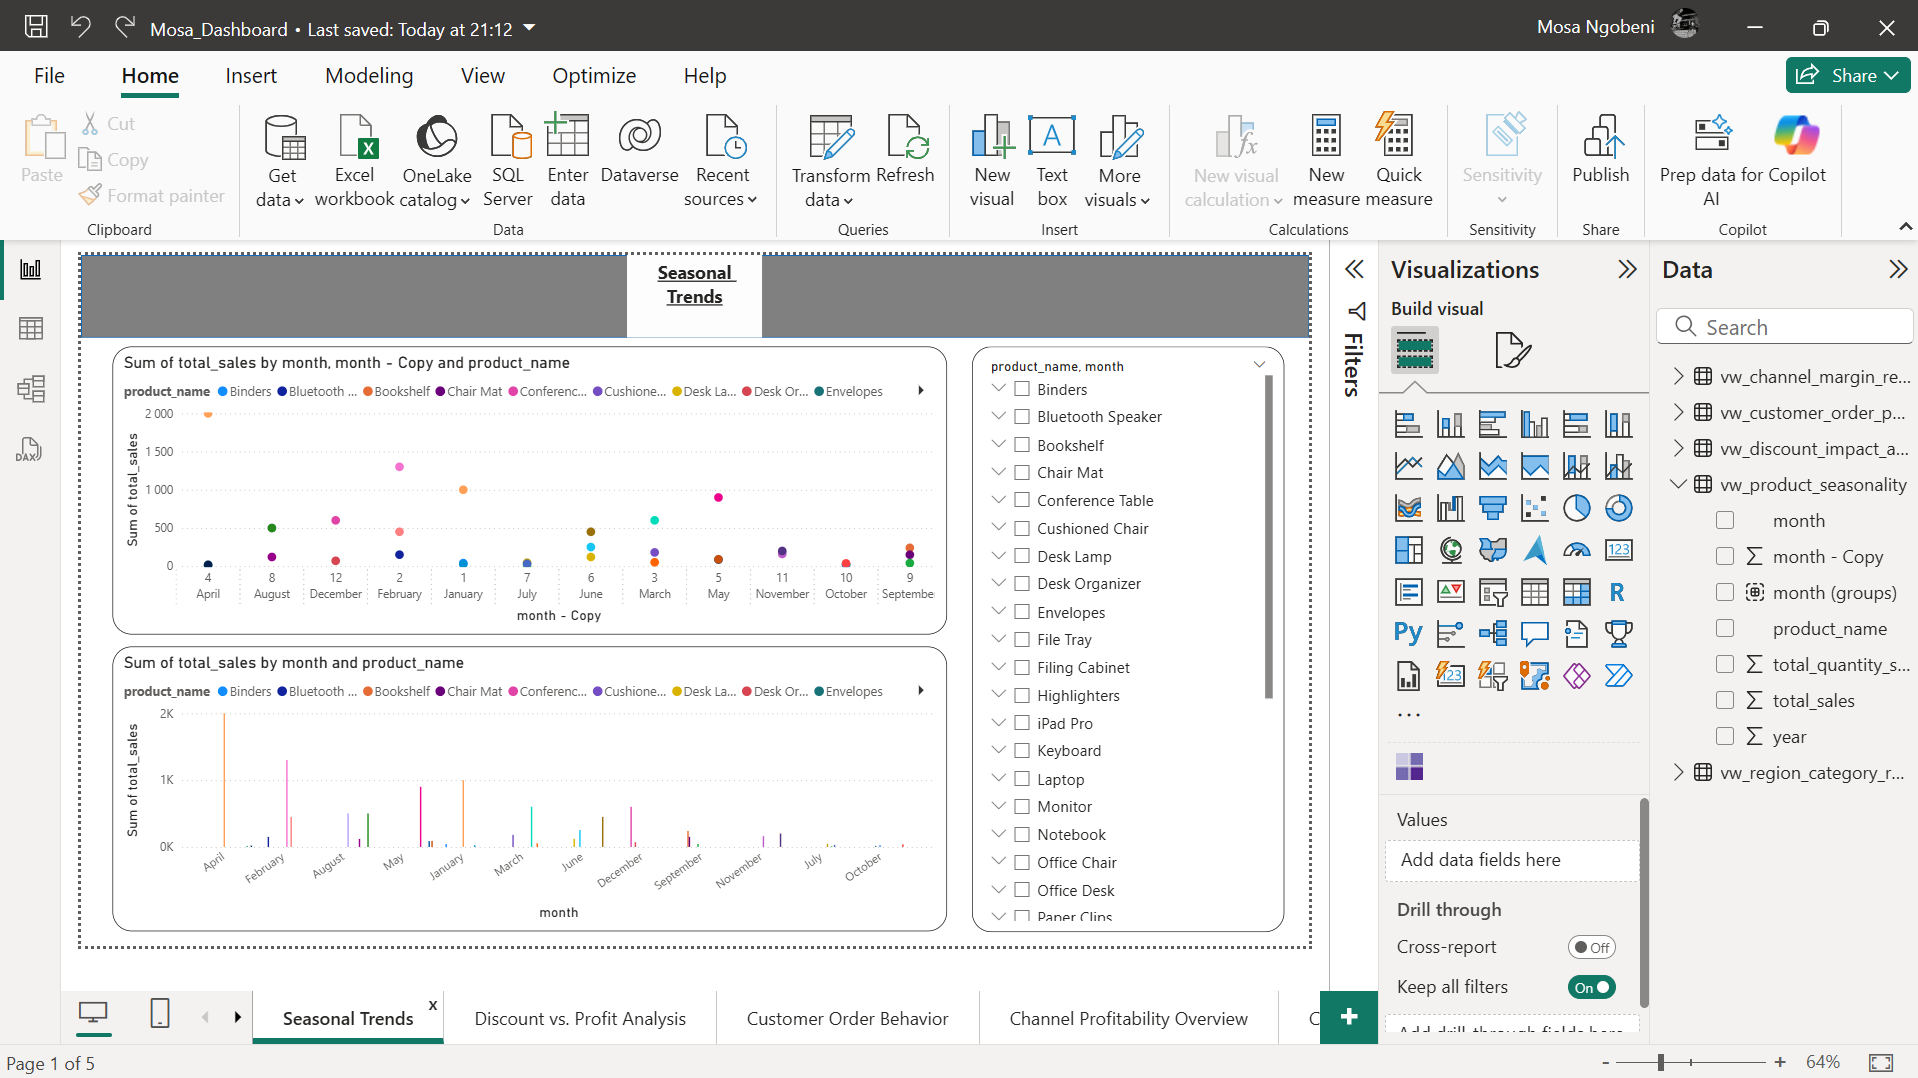 Mosa_Dashboard • Last saved: Today at 21:12
Mosa Ngobeni
File Home Insert Modeling View Optimize Help
Share
Paste
Cut
Copy
Format painter
Clipboard
Get data
Excel workbook
OneLake catalog
SQL Server
Enter data
Dataverse
Recent sources
Data
Transform data
Refresh
Queries
New visual
Text box
More visuals
Insert
New visual calculation
New measure
Quick measure
Calculations
Sensitivity
Sensitivity
Publish
Share
Prep data for AI
Copilot
Copilot
DAX
Seasonal
Trends
Sum of total_sales by month, month - Copy and product_name
product_name Binders Bluetooth ... Bookshelf Chair Mat Conferenc... Cushione... Desk La... Desk Or... Envelopes
Sum of total_sales
2 000
1 500
1 000
500
0
4 8 12 2 1 7 6 3 5 11 10 9
April August December February January July June March May November October Septembe
month - Copy
Sum of total_sales by month and product_name
product_name Binders Bluetooth ... Bookshelf Chair Mat Conferenc... Cushione... Desk La... Desk Or... Envelopes
Sum of total_sales
2K
1K
0K
April February August May January March June December September November July October
month
product_name, month
Binders
Bluetooth Speaker
Bookshelf
Chair Mat
Conference Table
Cushioned Chair
Desk Lamp
Desk Organizer
Envelopes
File Tray
Filing Cabinet
Highlighters
iPad Pro
Keyboard
Laptop
Monitor
Notebook
Office Chair
Office Desk
Paper Clips
Filters
Visualizations
Build visual
123
R
Py
123
...
Values
Add data fields here
Drill through
Cross-report
Off
Keep all filters
On
Add drill-through fields here
Data
Search
vw_channel_margin_re...
vw_customer_order_p...
vw_discount_impact_a...
vw_product_seasonality
month
month - Copy
month (groups)
product_name
total_quantity_s...
total_sales
year
vw_region_category_r...
Seasonal Trends x
Discount vs. Profit Analysis
Customer Order Behavior
Channel Profitability Overview
C
+
Page 1 of 5
- + 64%